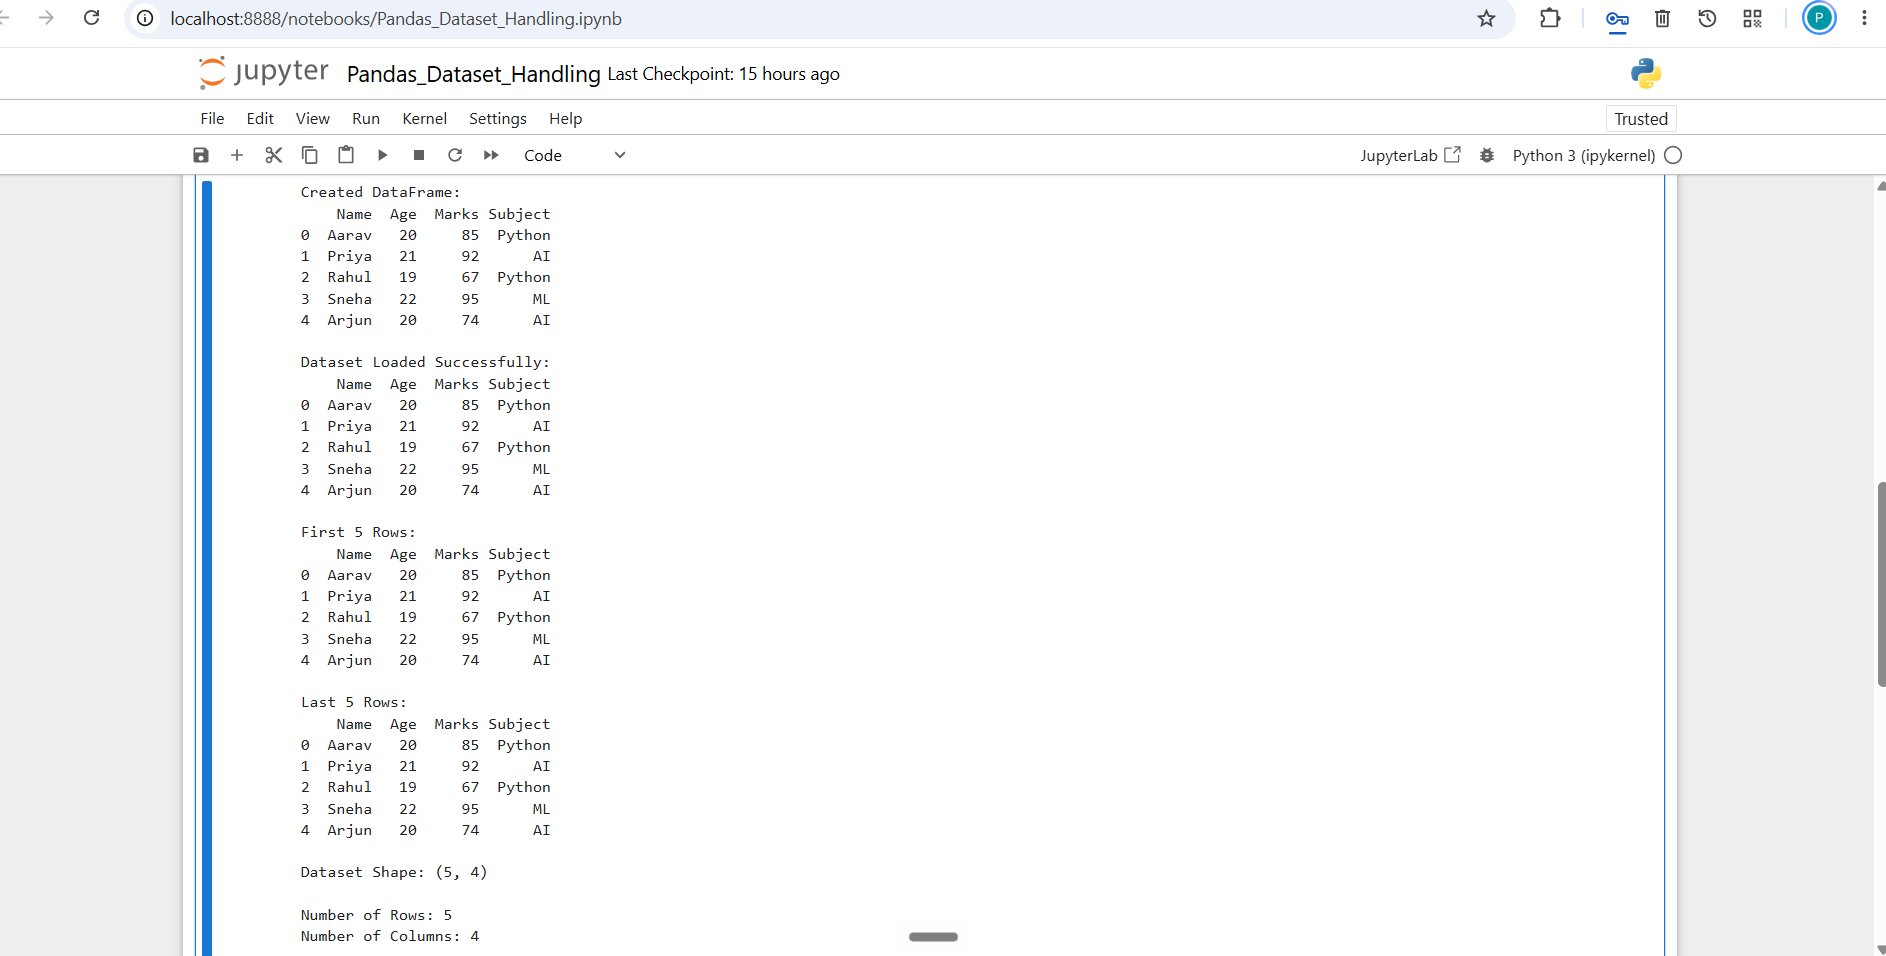 localhost:8888/notebooks/Pandas_Dataset_Handling.ipynb
P
jupyter Pandas_Dataset_Handling Last Checkpoint: 15 hours ago
File Edit View Run Kernel Settings Help
Trusted
Code
JupyterLab
Python 3 (ipykernel)
Created DataFrame:
    Name  Age  Marks Subject
0  Aarav   20     85  Python
1  Priya   21     92      AI
2  Rahul   19     67  Python
3  Sneha   22     95      ML
4  Arjun   20     74      AI
Dataset Loaded Successfully:
    Name  Age  Marks Subject
0  Aarav   20     85  Python
1  Priya   21     92      AI
2  Rahul   19     67  Python
3  Sneha   22     95      ML
4  Arjun   20     74      AI
First 5 Rows:
    Name  Age  Marks Subject
0  Aarav   20     85  Python
1  Priya   21     92      AI
2  Rahul   19     67  Python
3  Sneha   22     95      ML
4  Arjun   20     74      AI
Last 5 Rows:
    Name  Age  Marks Subject
0  Aarav   20     85  Python
1  Priya   21     92      AI
2  Rahul   19     67  Python
3  Sneha   22     95      ML
4  Arjun   20     74      AI
Dataset Shape: (5, 4)
Number of Rows: 5
Number of Columns: 4